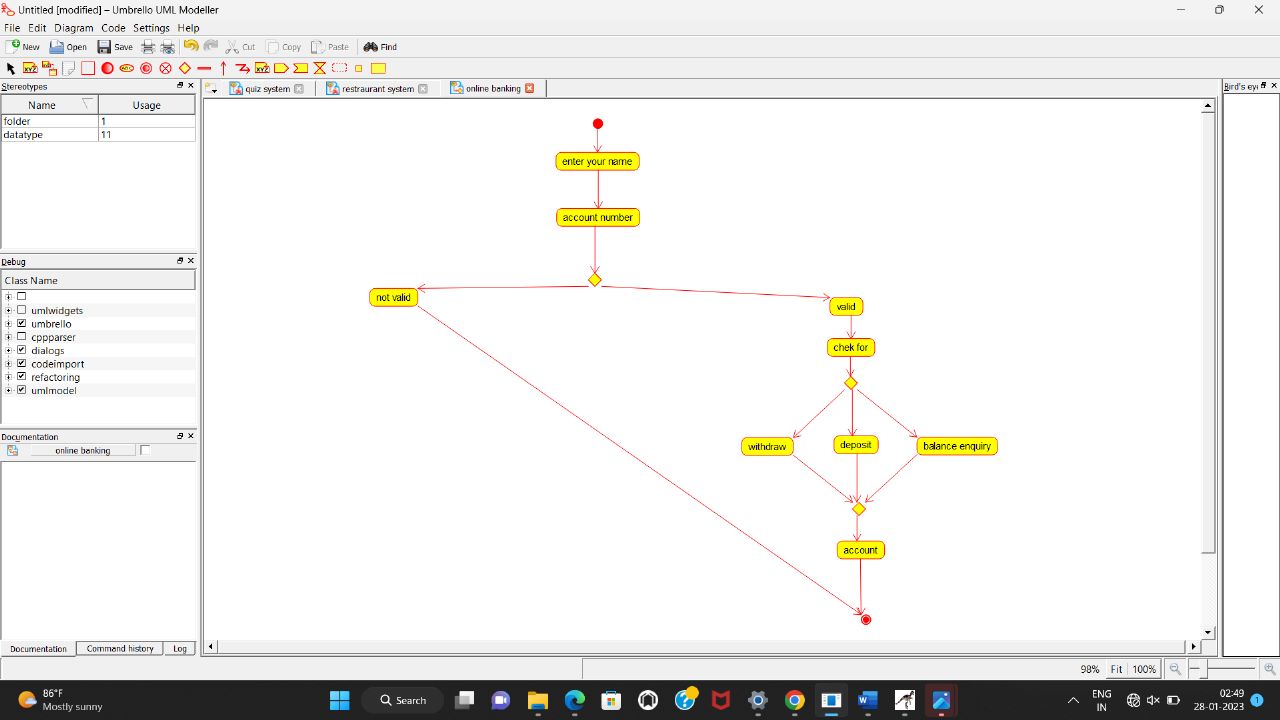 Untitled [modified] – Umbrello UML Modeller
File Edit Diagram Code Settings Help
New Open Save Cut Copy Paste Find
Stereotypes
Name Usage
folder 1
datatype 11
Debug
Class Name
umlwidgets
umbrello
cppparser
dialogs
codeimport
refactoring
umlmodel
Documentation
online banking
Documentation Command history Log
quiz system restraurant system online banking
enter your name
account number
not valid
valid
chek for
withdraw deposit balance enquiry
account
Bird's eye
98% Fit 100%
86°F
Mostly sunny
Search
ENG
IN
02:49
28-01-2023
1